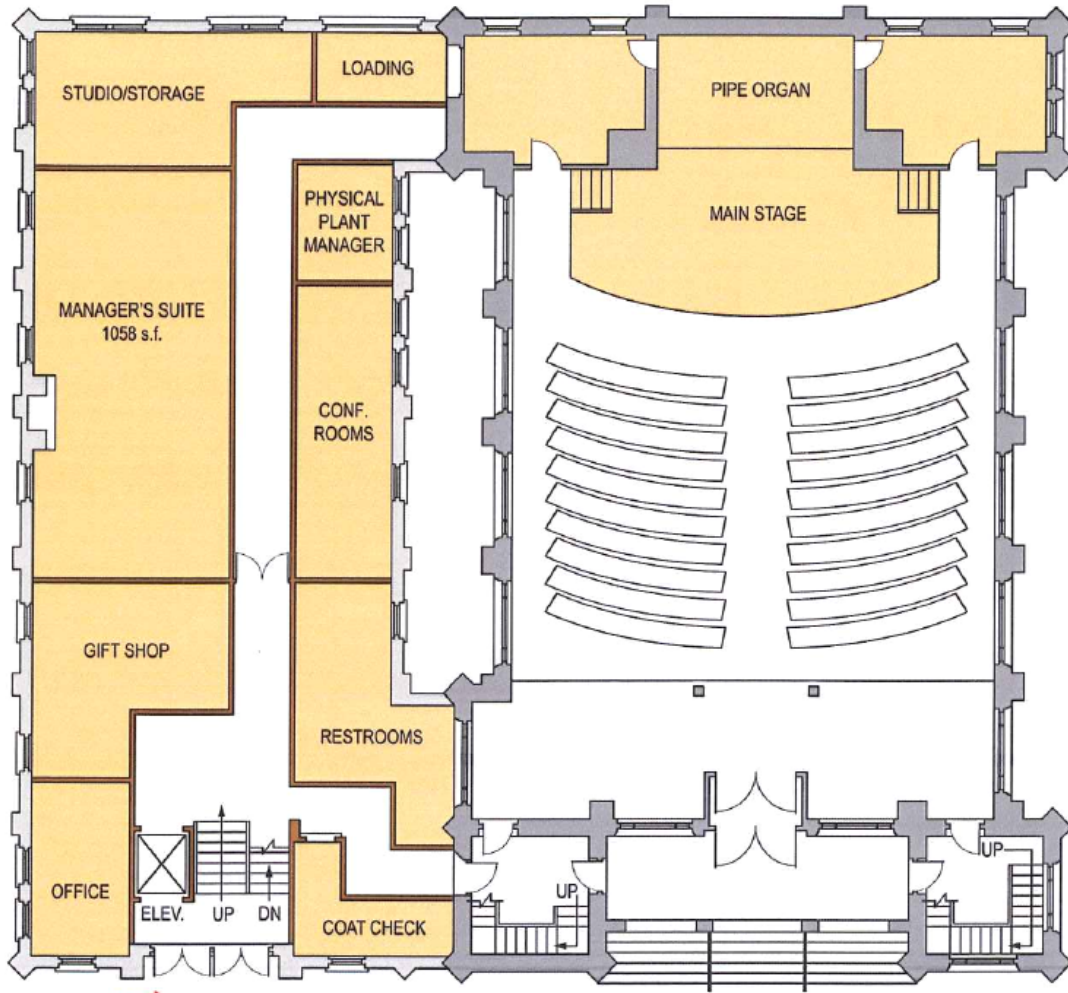 LOADING
STUDIO/STORAGE
PIPE ORGAN
PHYSICAL
PLANT
MANAGER
MAIN STAGE
MANAGER'S SUITE
1058 s.f.
CONF.
ROOMS
GIFT SHOP
RESTROOMS
OFFICE
ELEV.
UP
DN
COAT CHECK
UP
UP